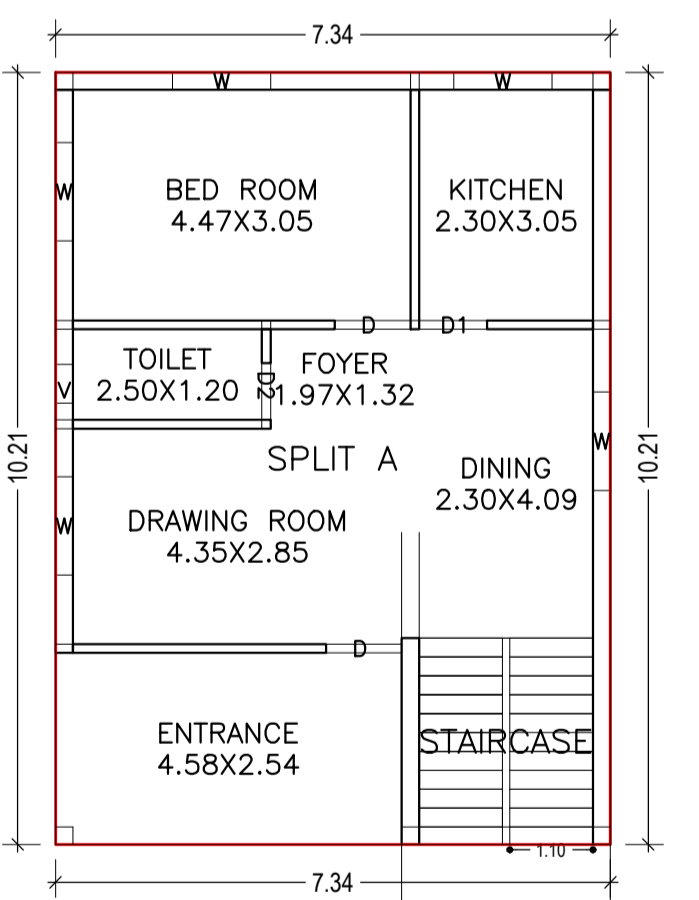 7.34
W
W
W
BED ROOM
4.47X3.05
KITCHEN
2.30X3.05
D
D1
TOILET
2.50X1.20
V
D2
FOYER
1.97X1.32
10.21
10.21
W
SPLIT A
DINING
2.30X4.09
W
DRAWING ROOM
4.35X2.85
D
ENTRANCE
4.58X2.54
STAIRCASE
1.10
7.34